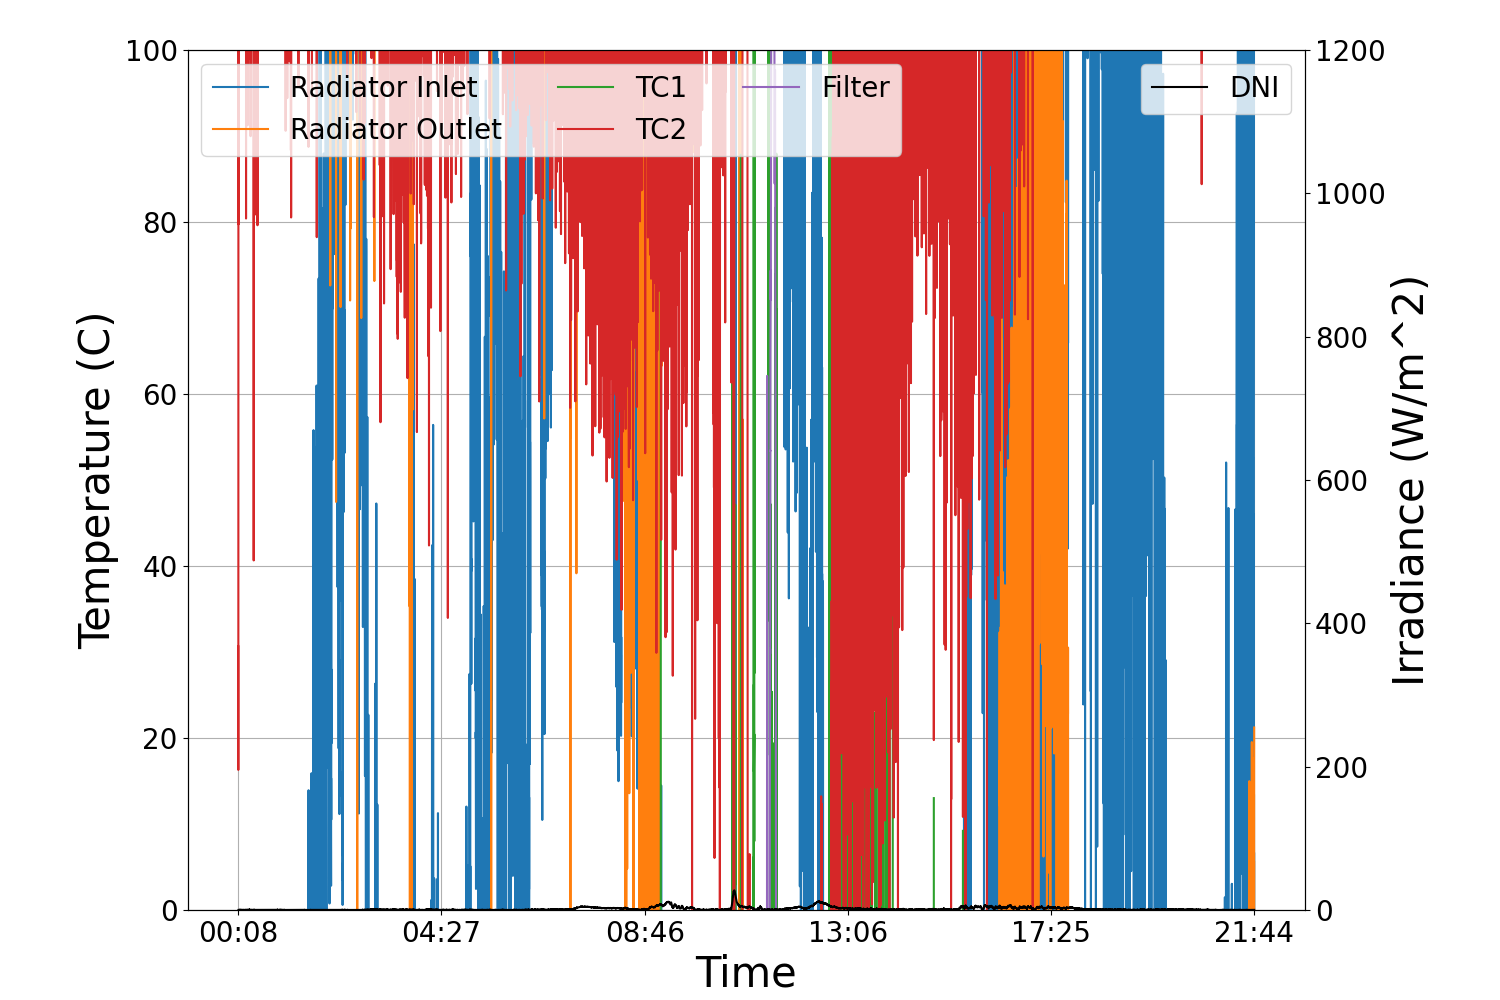 Radiator Inlet
Radiator Outlet
TC1
TC2
Filter
DNI
100
80
60
40
20
0
Temperature (C)
1200
1000
800
600
400
200
0
Irradiance (W/m^2)
00:08 04:27 08:46 13:06 17:25 21:44
Time